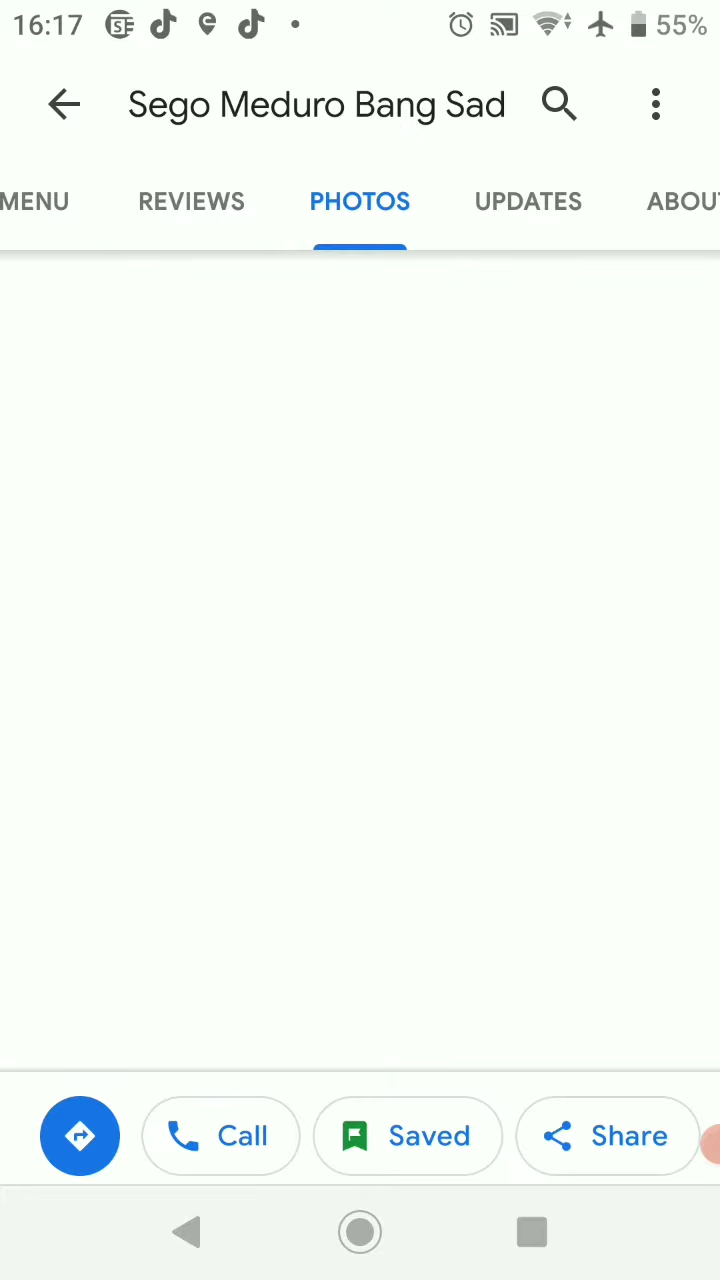 16:17 55%
Sego Meduro Bang Sad
MENU REVIEWS PHOTOS UPDATES ABOU
Call Saved Share